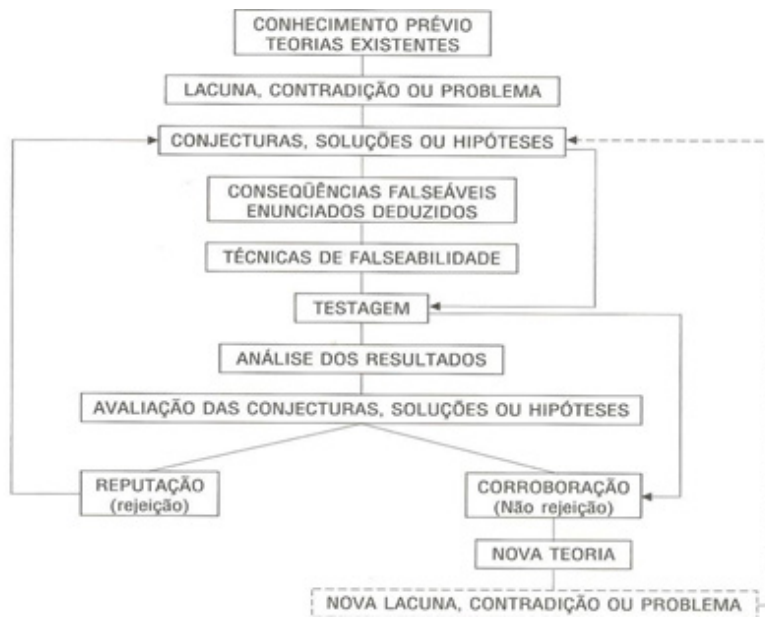 CONHECIMENTO PRÉVIO
TEORIAS EXISTENTES
LACUNA, CONTRADIÇÃO OU PROBLEMA
CONJECTURAS, SOLUÇÕES OU HIPÓTESES
CONSEQÜÊNCIAS FALSEÁVEIS
ENUNCIADOS DEDUZIDOS
TÉCNICAS DE FALSEABILIDADE
TESTAGEM
ANÁLISE DOS RESULTADOS
AVALIAÇÃO DAS CONJECTURAS, SOLUÇÕES OU HIPÓTESES
REPUTAÇÃO
(rejeição)
CORROBORAÇÃO
(Não rejeição)
NOVA TEORIA
NOVA LACUNA, CONTRADIÇÃO OU PROBLEMA